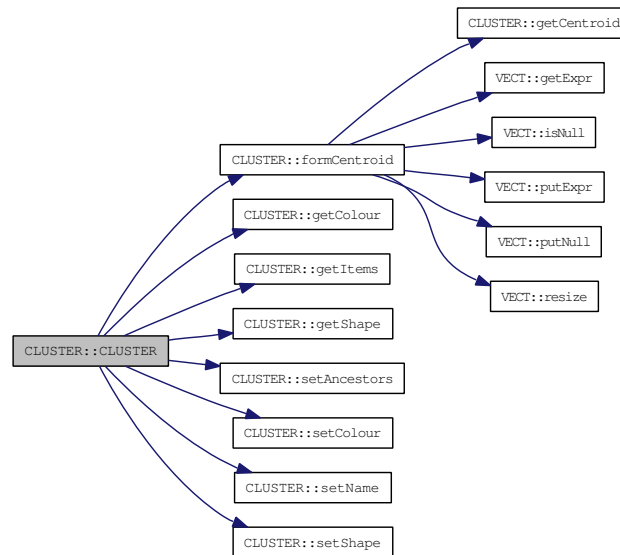 CLUSTER::getCentroid
VECT::getExpr
VECT::isNull
CLUSTER::formCentroid
VECT::putExpr
CLUSTER::getColour
VECT::putNull
CLUSTER::getItems
VECT::resize
CLUSTER::getShape
CLUSTER::CLUSTER
CLUSTER::setAncestors
CLUSTER::setColour
CLUSTER::setName
CLUSTER::setShape